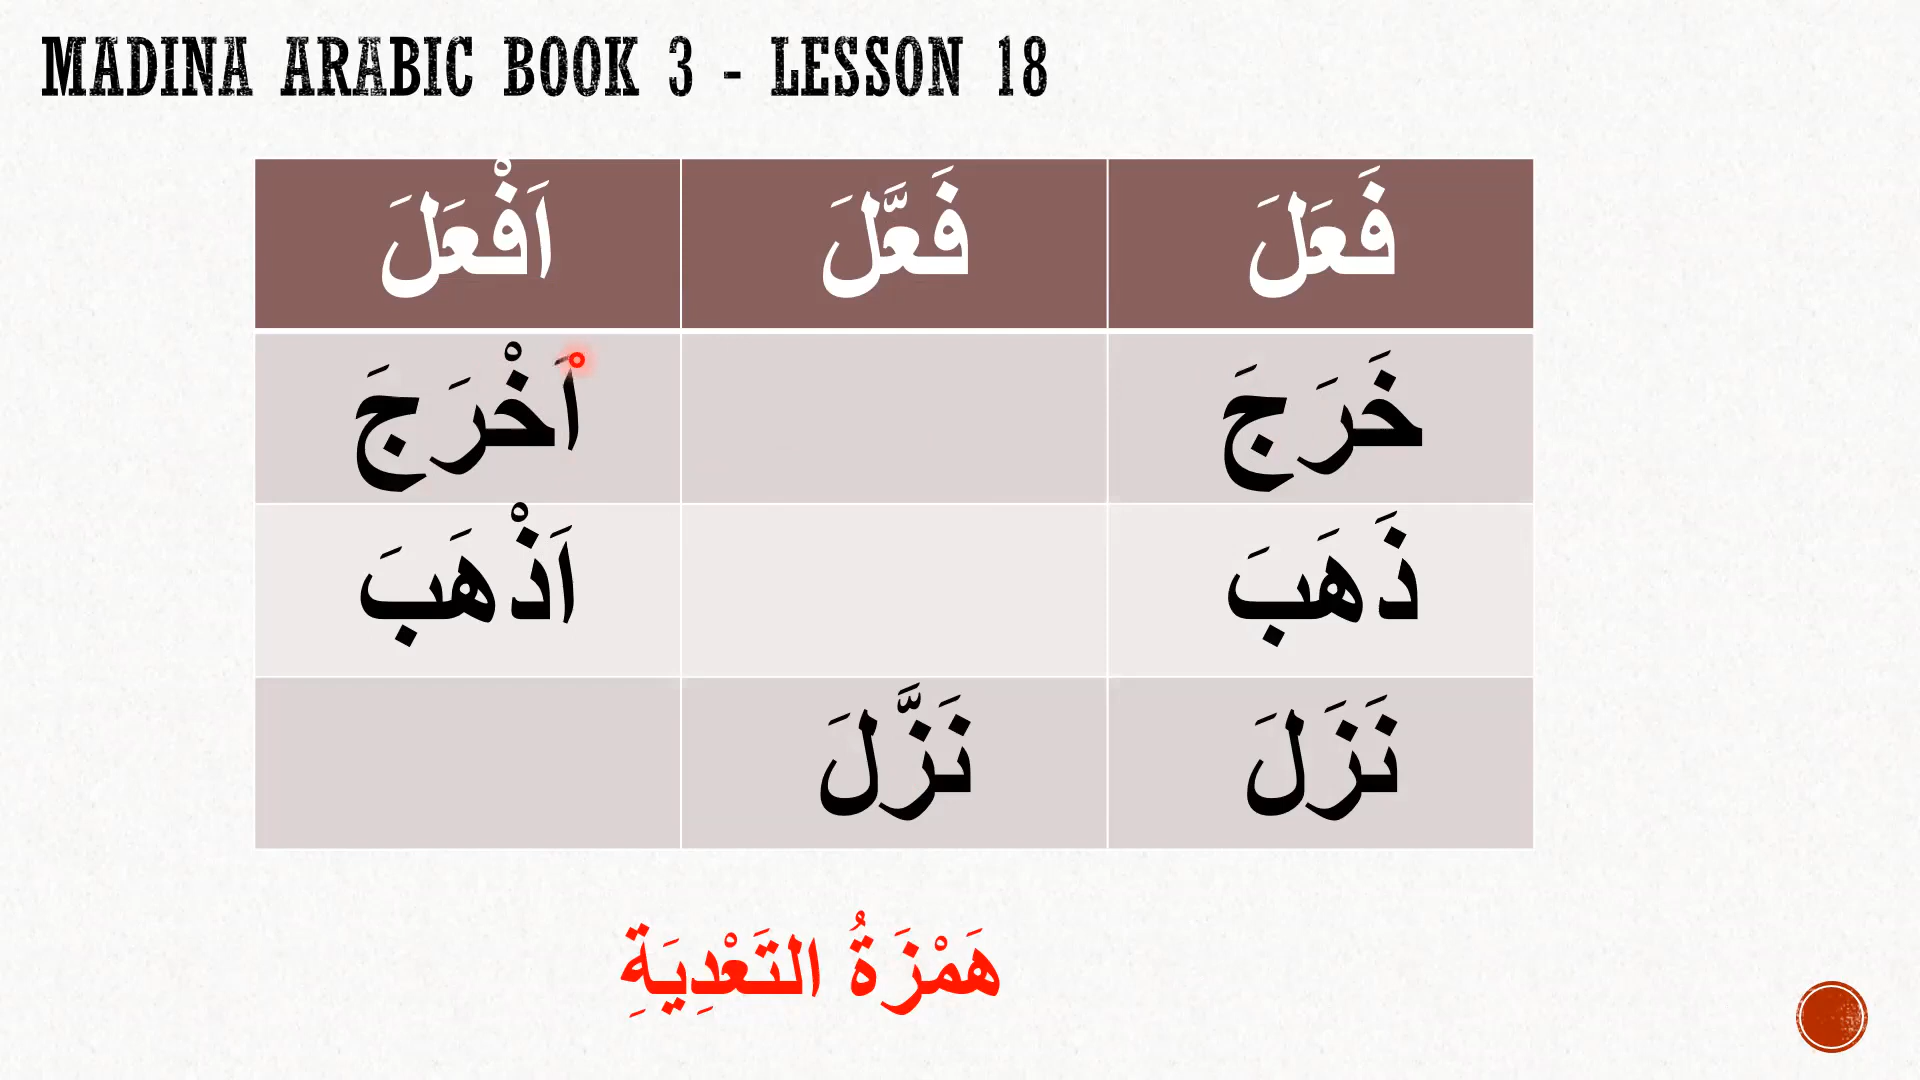 MADINA ARABIC BOOK 3 - LESSON 18
فَعَلَ فَعَّلَ اَفْعَلَ
خَرَجَ اَخْرَجَ
ذَهَبَ اَذْهَبَ
نَزَلَ نَزَّلَ
هَمْزَةُ التَعْدِيَةِ